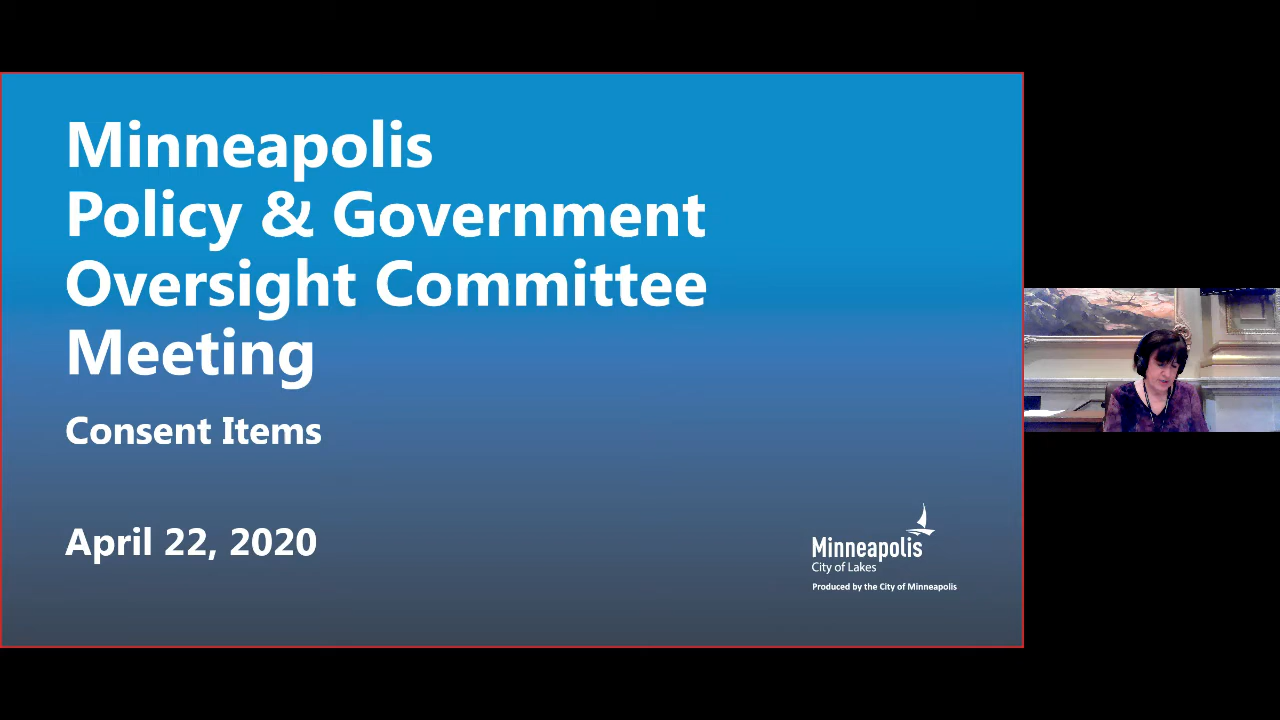 Minneapolis
Policy & Government
Oversight Committee
Meeting
Consent Items
April 22, 2020
Minneapolis
City of Lakes
Produced by the City of Minneapolis